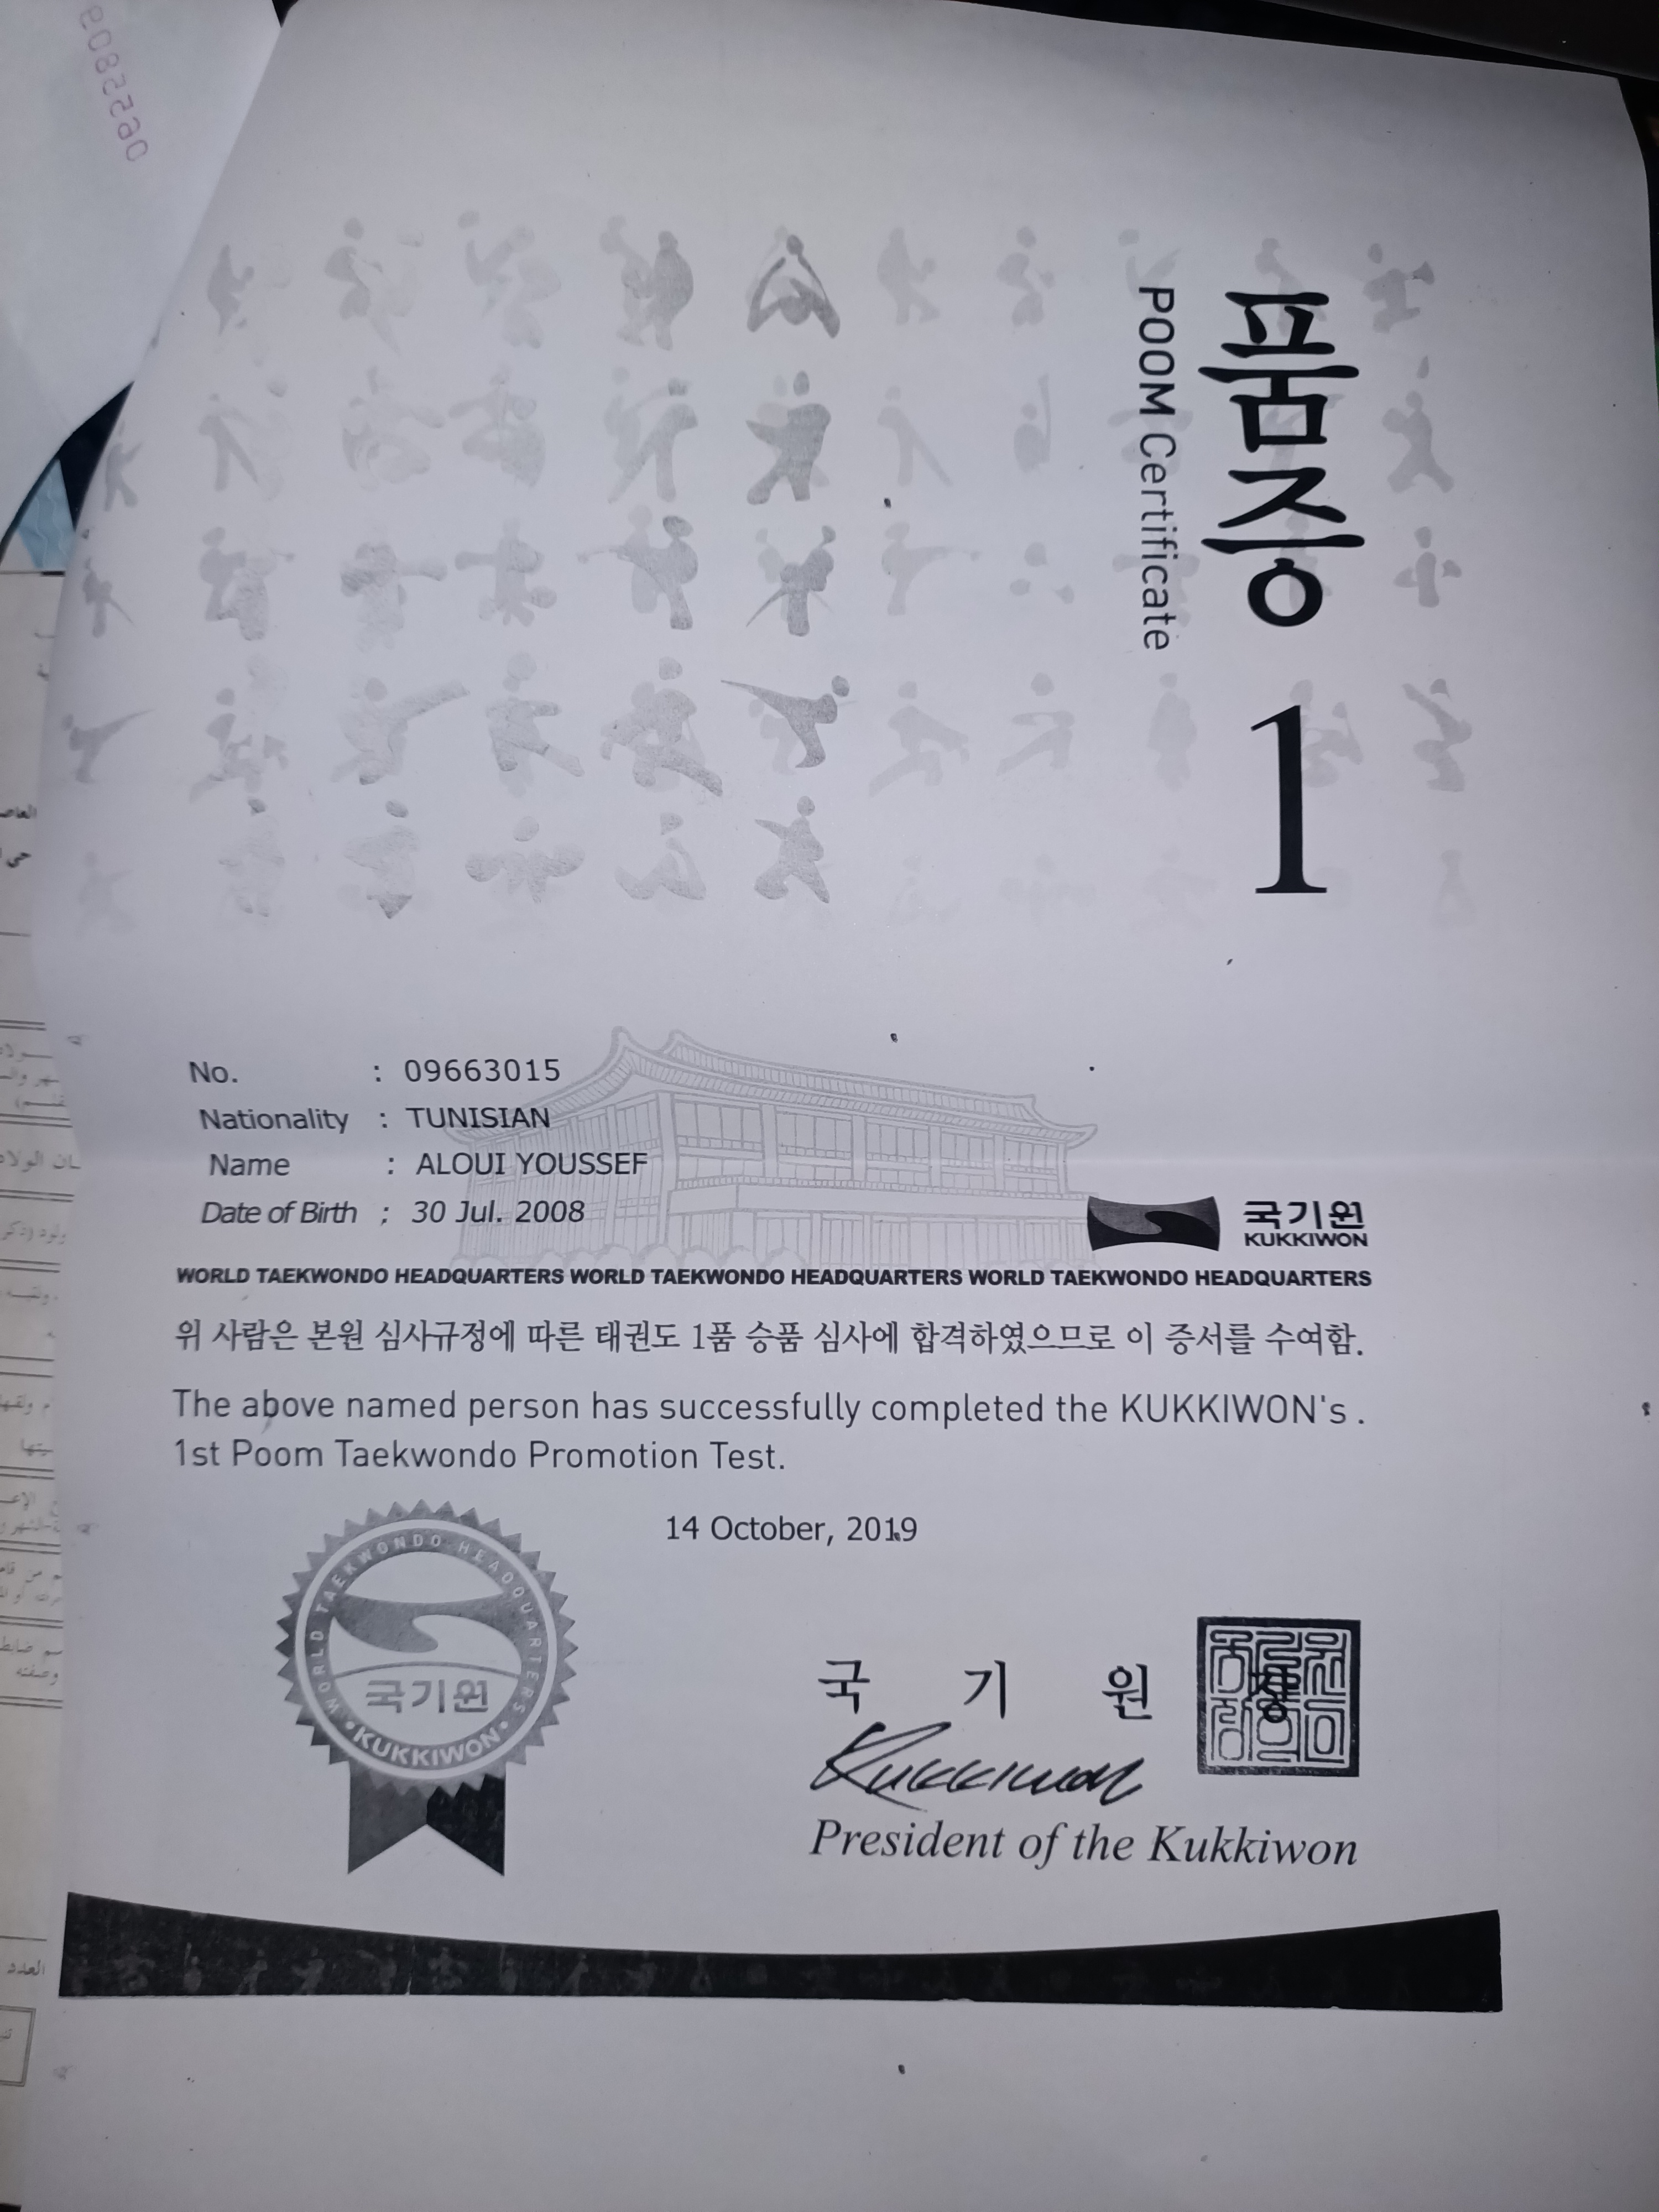 0655809
품증 1
POOM Certificate
No. : 09663015
Nationality : TUNISIAN
Name : ALOUI YOUSSEF
Date of Birth ; 30 Jul. 2008
국기원
KUKKIWON
WORLD TAEKWONDO HEADQUARTERS WORLD TAEKWONDO HEADQUARTERS WORLD TAEKWONDO HEADQUARTERS
위 사람은 본원 심사규정에 따른 태권도 1품 승품 심사에 합격하였으므로 이 증서를 수여함.
The above named person has successfully completed the KUKKIWON's .
1st Poom Taekwondo Promotion Test.
14 October, 2019
WORLD TAEKWONDO HEADQUARTERS
국기원
• KUKKIWON •
국 기 원
Kukkiwon
President of the Kukkiwon
العدد